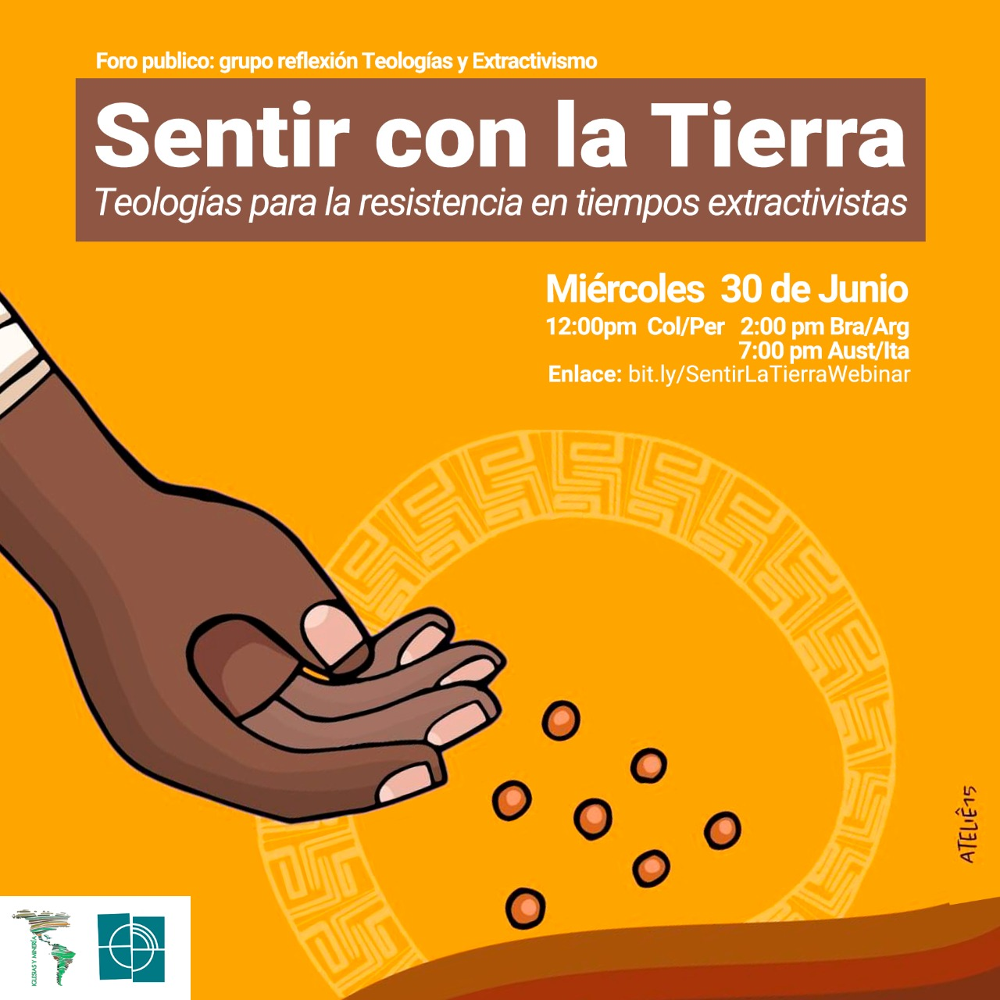 Foro publico: grupo reflexión Teologías y Extractivismo
Sentir con la Tierra
Teologías para la resistencia en tiempos extractivistas
Miércoles 30 de Junio
12:00pm Col/Per 2:00 pm Bra/Arg
7:00 pm Aust/Ita
Enlace: bit.ly/SentirLaTierraWebinar
ATELIÊ15
IGLESIAS Y MINERÍA